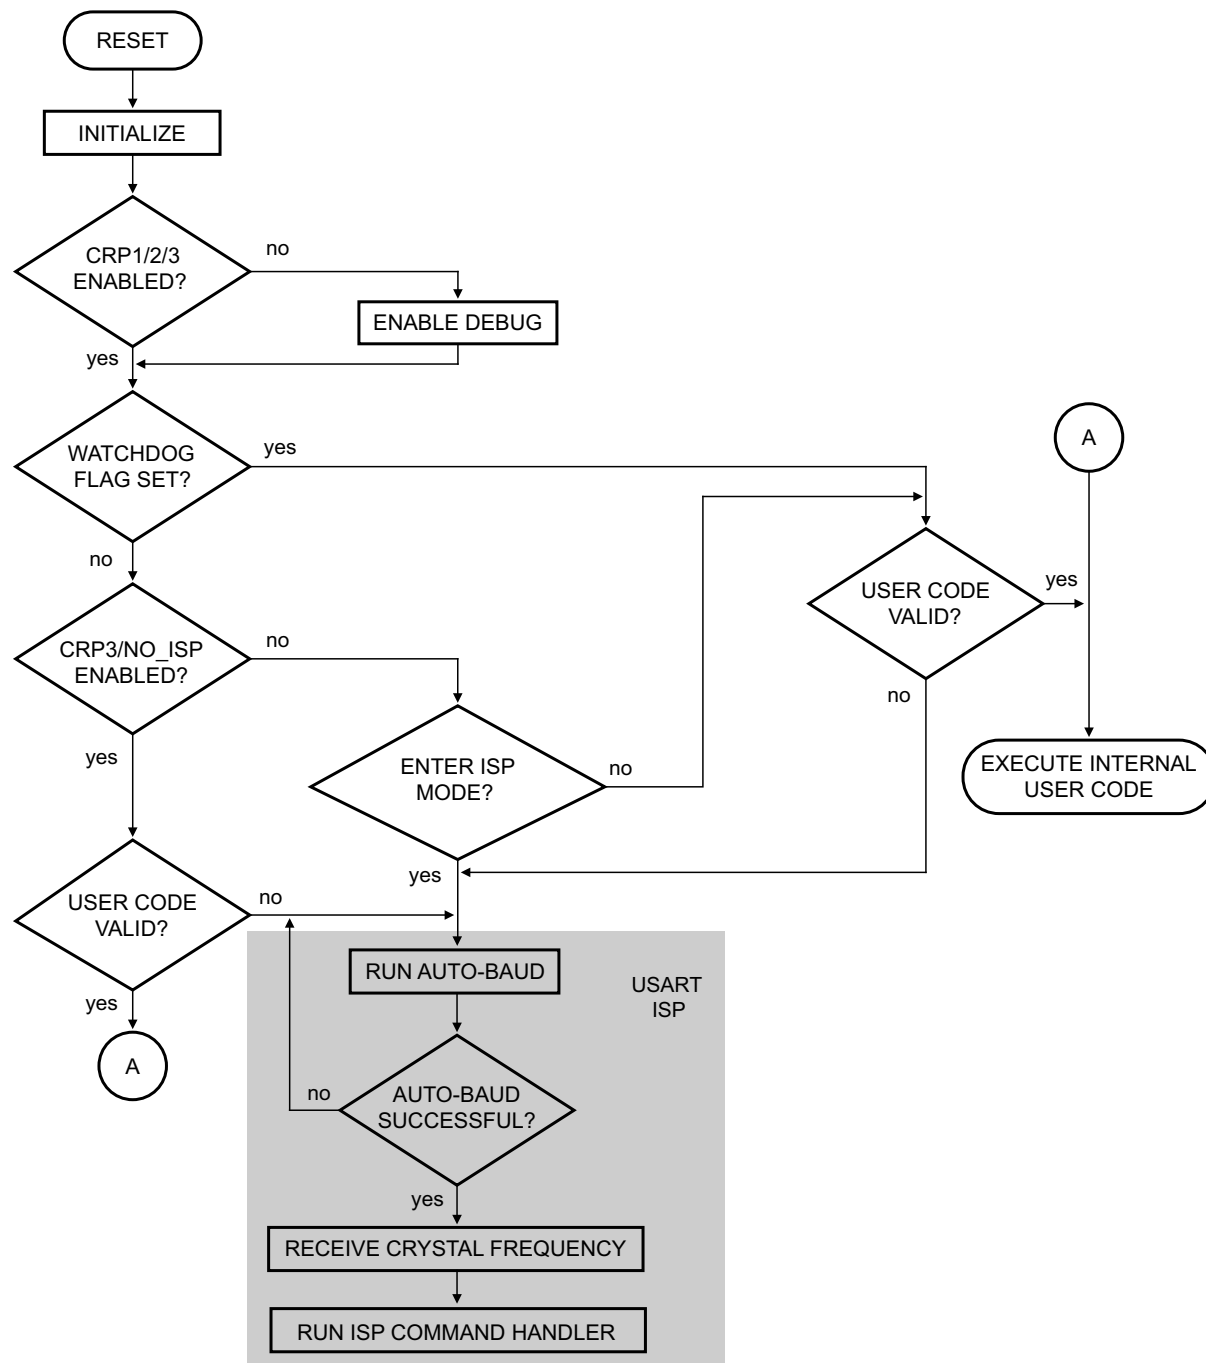 RESET
INITIALIZE
CRP1/2/3
ENABLED?
no
ENABLE DEBUG
yes
WATCHDOG
FLAG SET?
yes
A
no
USER CODE
VALID?
yes
no
CRP3/NO_ISP
ENABLED?
no
yes
ENTER ISP
MODE?
no
EXECUTE INTERNAL
USER CODE
yes
USER CODE
VALID?
no
yes
A
RUN AUTO-BAUD
USART
ISP
AUTO-BAUD
SUCCESSFUL?
no
yes
RECEIVE CRYSTAL FREQUENCY
RUN ISP COMMAND HANDLER